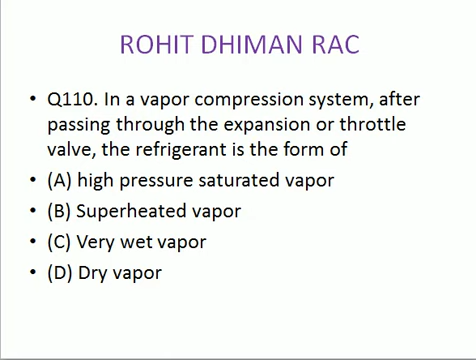 ROHIT DHIMAN RAC
• Q110. In a vapor compression system, after
passing through the expansion or throttle
valve, the refrigerant is the form of
• (A) high pressure saturated vapor
• (B) Superheated vapor
• (C) Very wet vapor
• (D) Dry vapor